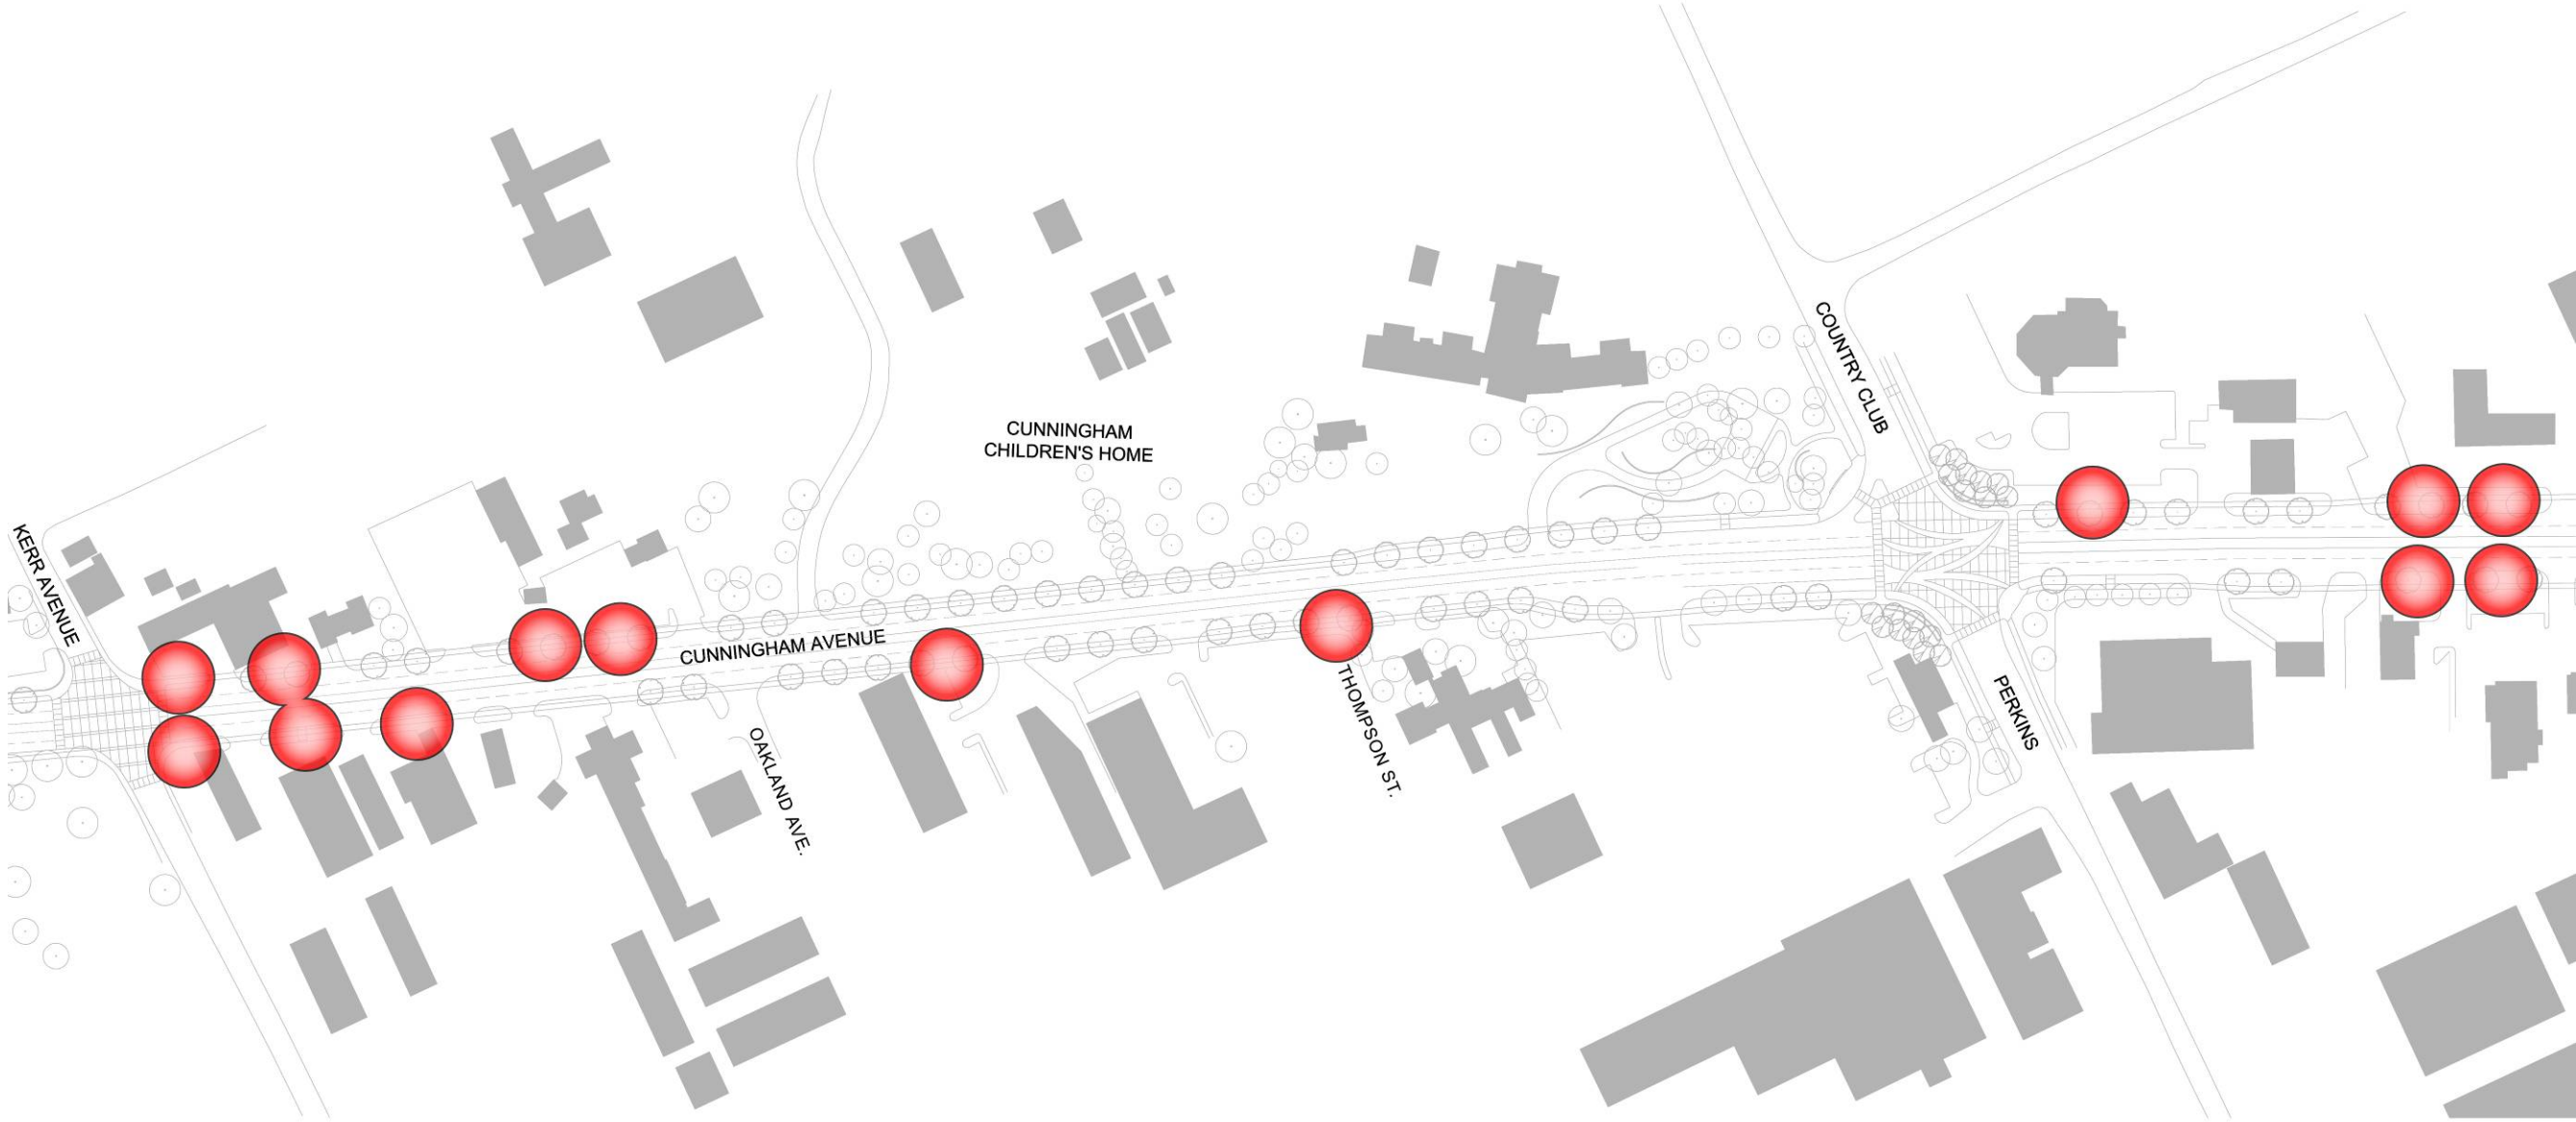 COUNTRY CLUB
CUNNINGHAM
CHILDREN'S HOME
KERR AVENUE
CUNNINGHAM AVENUE
THOMPSON ST.
PERKINS
OAKLAND AVE.